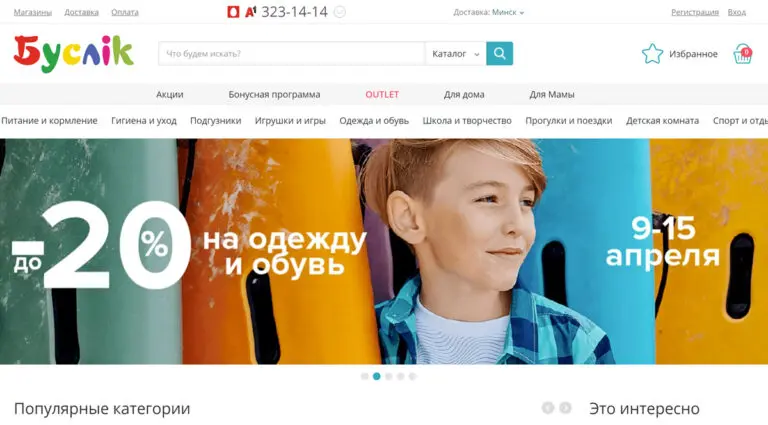 Магазины Доставка Оплата
A1 323-14-14
Доставка: Минск
Регистрация Вход
Буслiк
Что будем искать?
Каталог
Избранное
0
Акции Бонусная программа OUTLET Для дома Для Мамы
Питание и кормление Гигиена и уход Подгузники Игрушки и игры Одежда и обувь Школа и творчество Прогулки и поездки Детская комната Спорт и отды
до -20%
на одежду
и обувь
9-15
апреля
Популярные категории
Это интересно